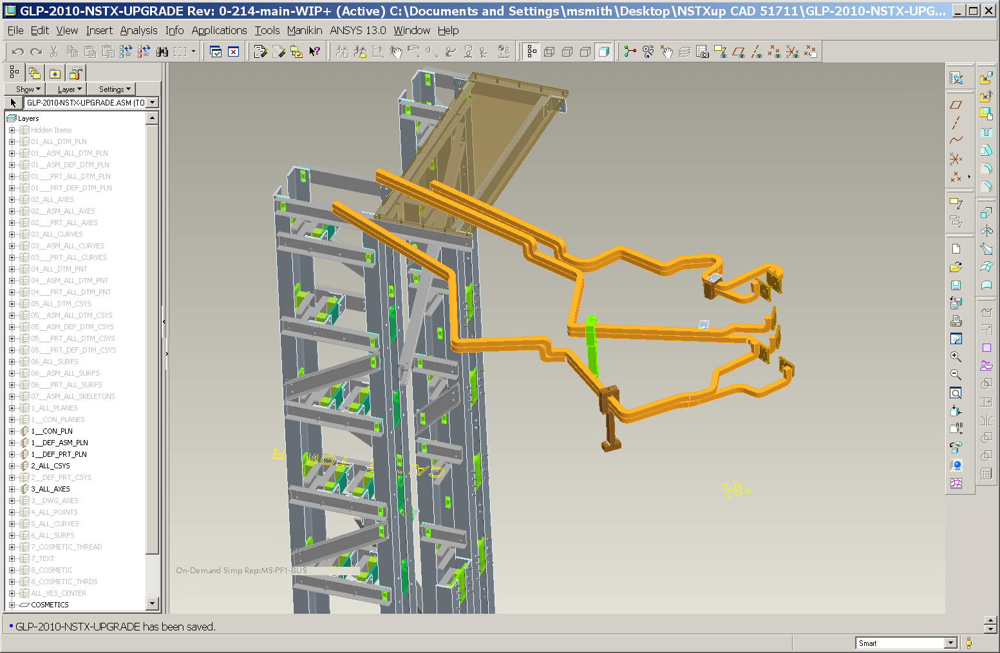 GLP-2010-NSTX-UPGRADE Rev: 0-214-main-WIP+ (Active) C:\Documents and Settings\msmith\Desktop\NSTXup CAD 51711\GLP-2010-NSTX-UPG...
File Edit View Insert Analysis Info Applications Tools Manikin ANSYS 13.0 Window Help
Show Layer Settings
GLP-2010-NSTX-UPGRADE.ASM (TO
Layers
Hidden Items
01_ALL_DTM_PLN
01__ASM_ALL_DTM_PLN
01__ASM_DEF_DTM_PLN
01___PRT_ALL_DTM_PLN
01___PRT_DEF_DTM_PLN
02_ALL_AXES
02__ASM_ALL_AXES
02___PRT_ALL_AXES
03_ALL_CURVES
03__ASM_ALL_CURVES
03___PRT_ALL_CURVES
04_ALL_DTM_PNT
04__ASM_ALL_DTM_PNT
04___PRT_ALL_DTM_PNT
05_ALL_DTM_CSYS
05__ASM_ALL_DTM_CSYS
05__ASM_DEF_DTM_CSYS
05___PRT_ALL_DTM_CSYS
05___PRT_DEF_DTM_CSYS
06_ALL_SURFS
06__ASM_ALL_SURFS
06___PRT_ALL_SURFS
07__ASM_ALL_SKELETONS
1_ALL_PLANES
1__CON_PLANES
1__CON_PLN
1__DEF_ASM_PLN
1__DEF_PRT_PLN
2_ALL_CSYS
2__DEF_PRT_CSYS
3_ALL_AXES
3__DWG_AXES
4_ALL_POINTS
5_ALL_CURVES
6_ALL_SURFS
7_COSMETIC_THREAD
7_TEXT
8_COSMETIC
8_COSMETIC_THRDS
ALL_VES_CENTER
COSMETICS
On-Demand Simp Rep:MS-PF1-BUS
GLP-2010-NSTX-UPGRADE has been saved.
Smart